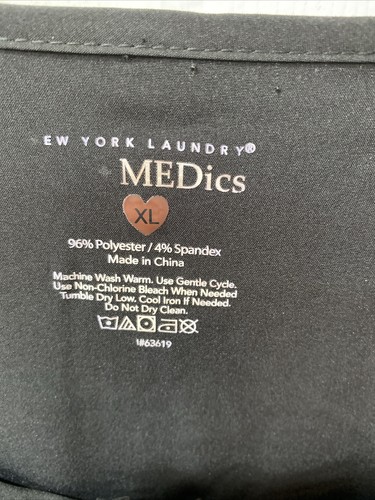 EW YORK LAUNDRY®
MEDics
XL
96% Polyester / 4% Spandex
Made in China
Machine Wash Warm. Use Gentle Cycle.
Use Non-Chlorine Bleach When Needed
Tumble Dry Low. Cool Iron If Needed.
Do Not Dry Clean.
!#63619